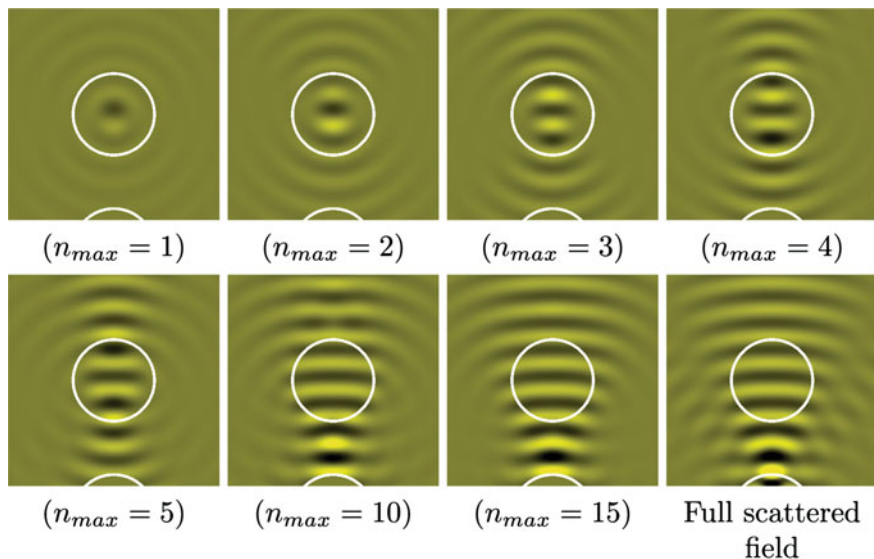 (n_max = 1)
(n_max = 2)
(n_max = 3)
(n_max = 4)
(n_max = 5)
(n_max = 10)
(n_max = 15)
Full scattered
field